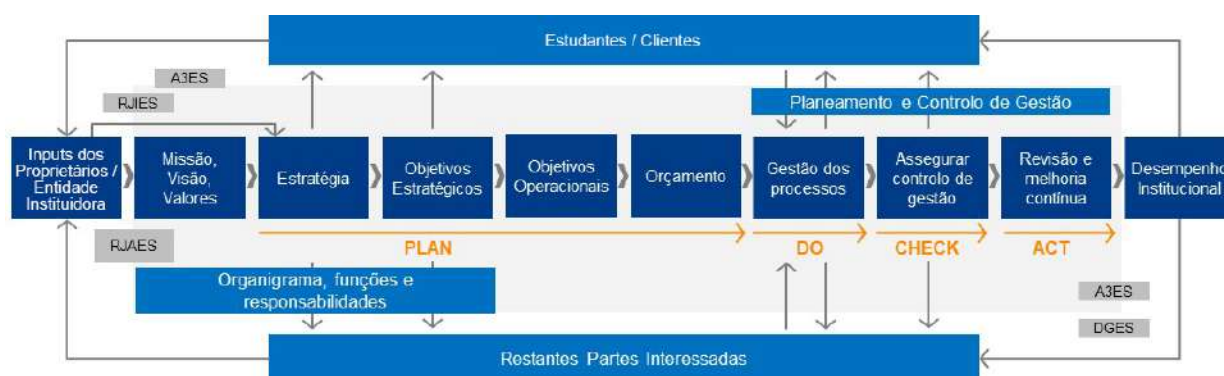 Estudantes / Clientes
A3ES
RJIES
Planeamento e Controlo de Gestão
Inputs dos
Proprietários /
Entidade
Instituidora
Missão,
Visão,
Valores
Estratégia
Objetivos
Estratégicos
Objetivos
Operacionais
Orçamento
Gestão dos
processos
Assegurar
controlo de
gestão
Revisão e
melhoria
contínua
Desempenho
Institucional
RJAES
PLAN
DO
CHECK
ACT
Organigrama, funções e
responsabilidades
A3ES
DGES
Restantes Partes Interessadas